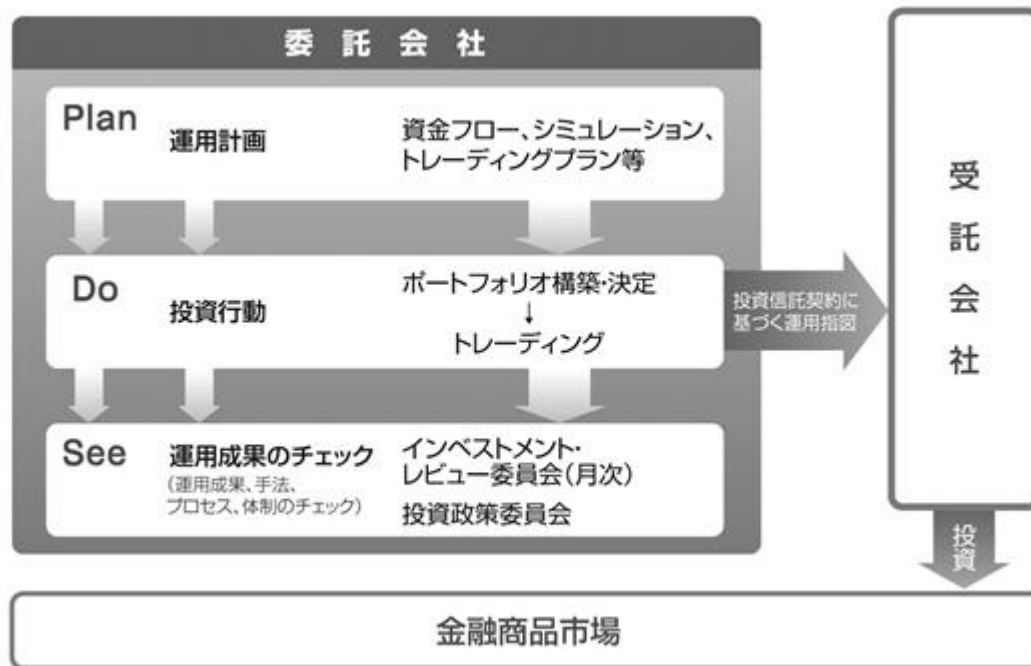 委託会社
Plan
運用計画
資金フロー、シミュレーション、
トレーディングプラン等
Do
投資行動
ポートフォリオ構築・決定
↓
トレーディング
投資信託契約に
基づく運用指図
See
運用成果のチェック
(運用成果、手法、
プロセス、体制のチェック)
インベストメント・
レビュー委員会(月次)
投資政策委員会
受託会社
投資
金融商品市場